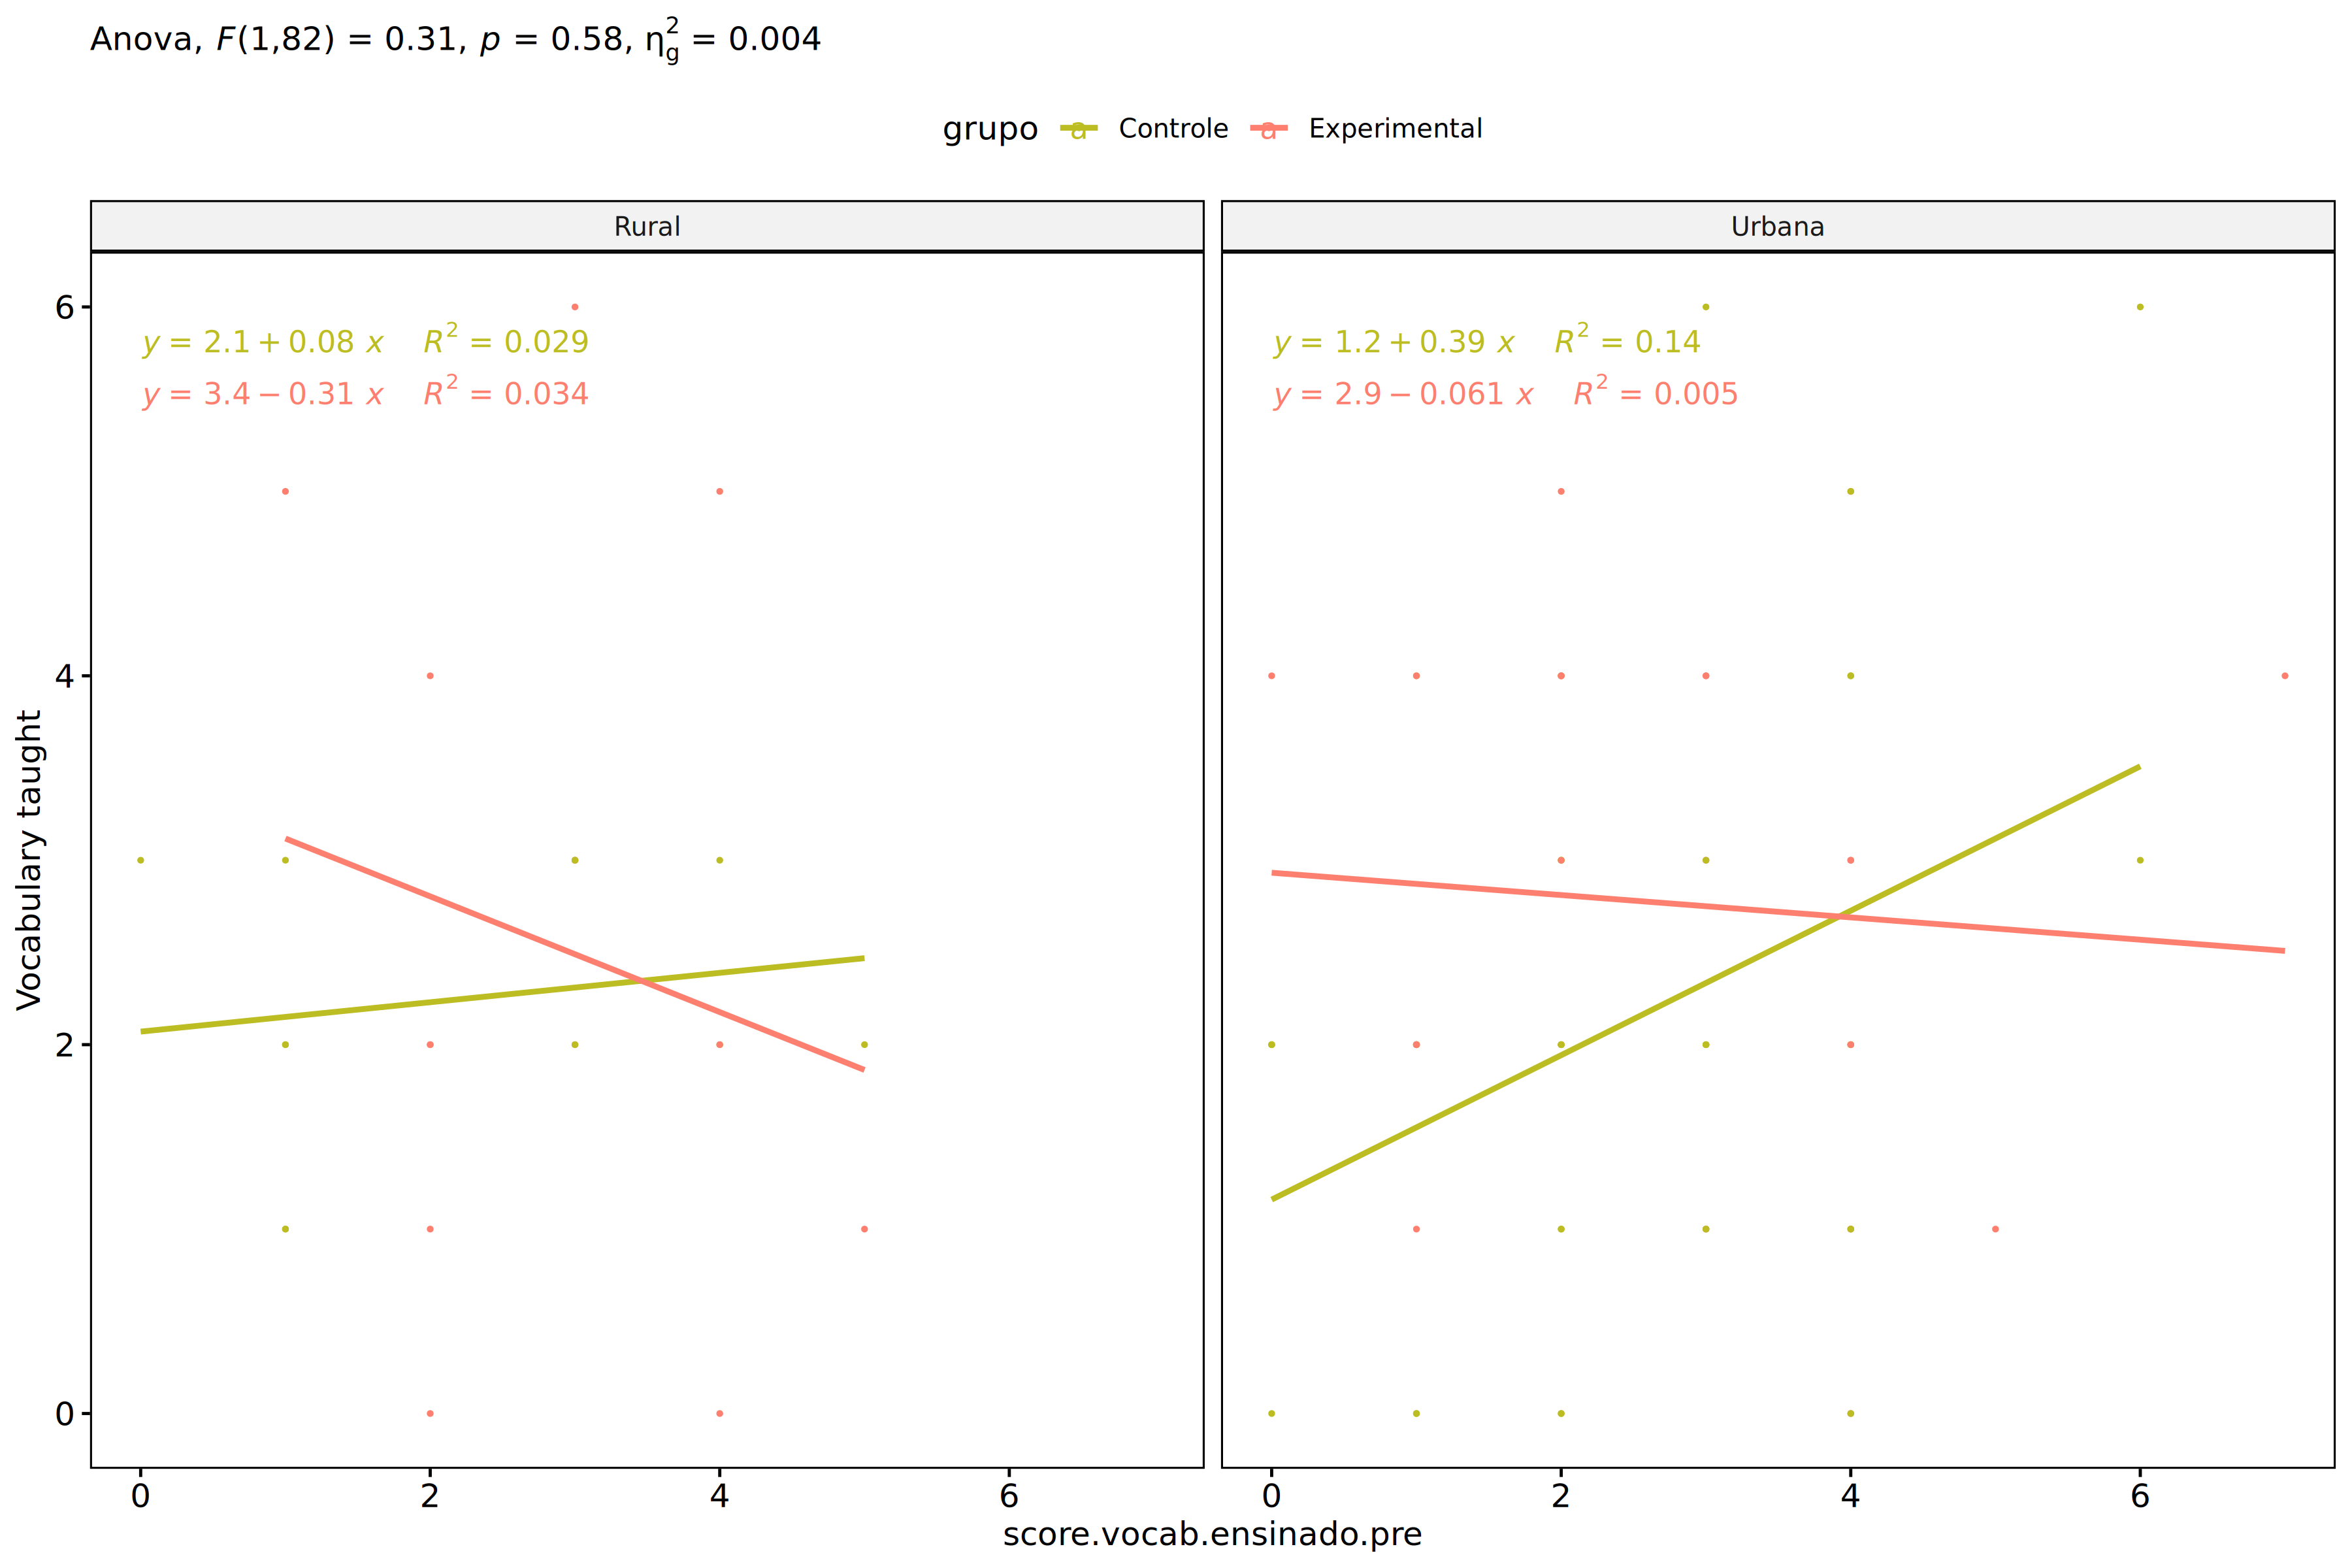 Anova, F(1,82) = 0.31, p = 0.58, η²g = 0.004
grupo a Controle a Experimental
Rural
Urbana
y = 2.1 + 0.08 x R² = 0.029
y = 3.4 − 0.31 x R² = 0.034
y = 1.2 + 0.39 x R² = 0.14
y = 2.9 − 0.061 x R² = 0.005
Vocabulary taught
6
4
2
0
0 2 4 6
0 2 4 6
score.vocab.ensinado.pre